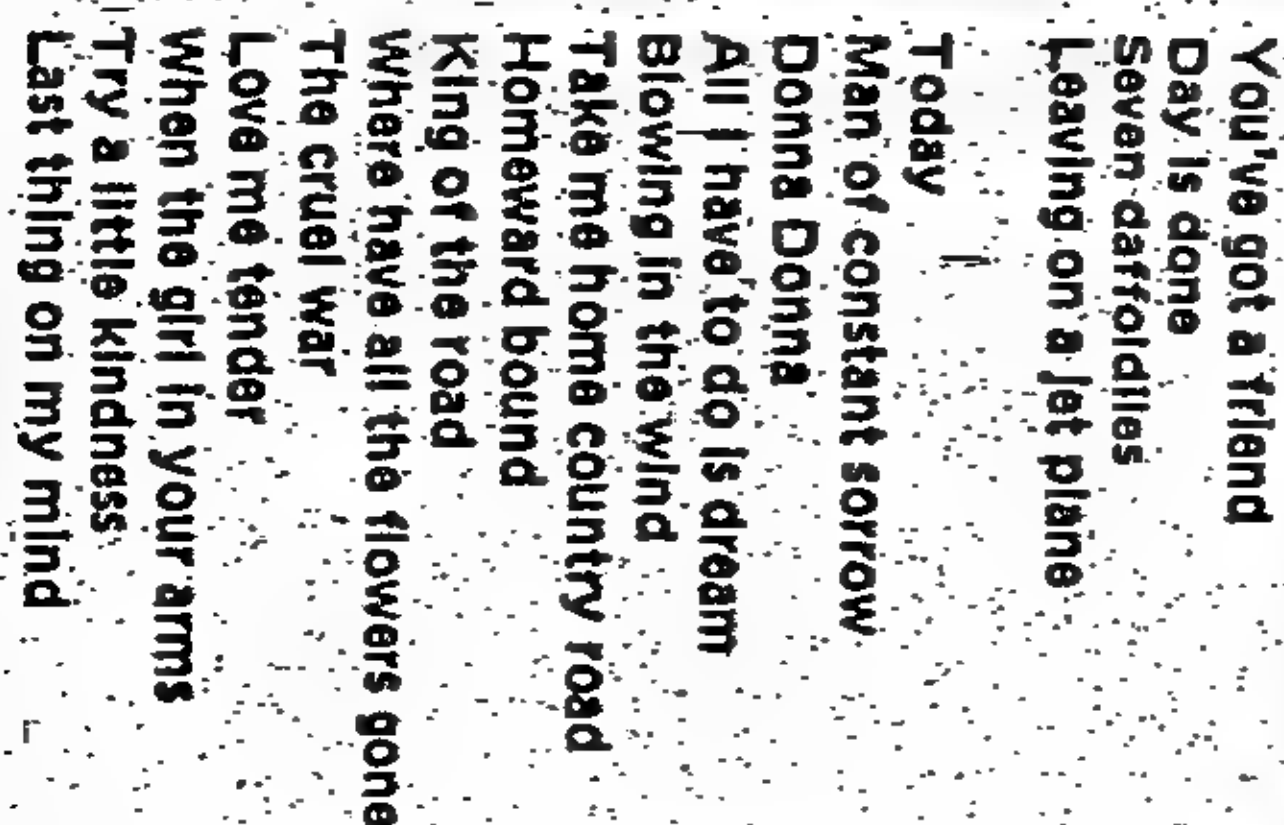 You've got a friend
Day is done
Seven daffoldies
Leaving on a jet plane
Today
Man of constant sorrow
Donna Donna
All I have to do is dream
Blowing in the wind
Take me home country road
Homeward bound
King of the road
Where have all the flowers gone
The cruel war
Love me tender
When the girl in your arms
Try a little kindness
Last thing on my mind